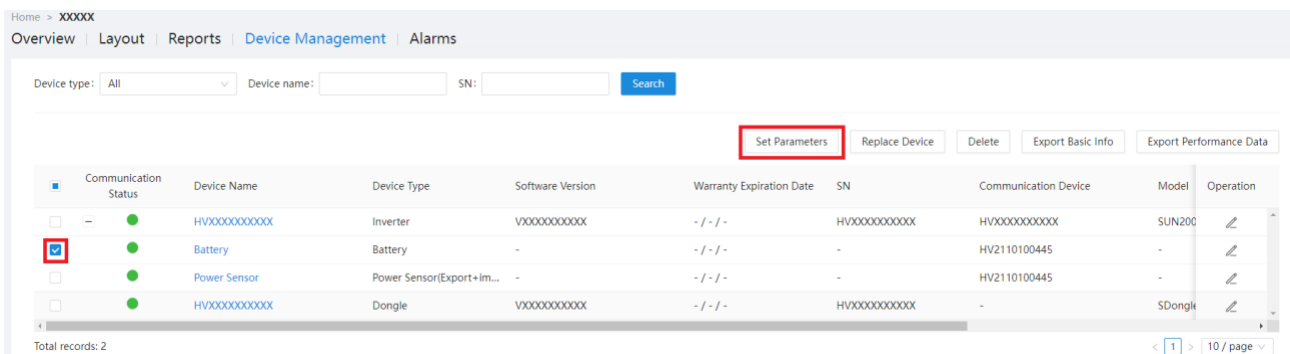 Home > XXXXX
Overview | Layout | Reports | Device Management | Alarms
Device type: All Device name: SN: Search
Set Parameters Replace Device Delete Export Basic Info Export Performance Data
Communication Status Device Name Device Type Software Version Warranty Expiration Date SN Communication Device Model Operation
HVXXXXXXXXXX Inverter VXXXXXXXXXX - / - / - HVXXXXXXXXXX HVXXXXXXXXXX SUN200
Battery Battery - - / - / - - HV2110100445 -
Power Sensor Power Sensor(Export+im... - - / - / - - HV2110100445 -
HVXXXXXXXXXX Dongle VXXXXXXXXXX - / - / - HVXXXXXXXXXX - SDongle
Total records: 2 < 1 > 10 / page